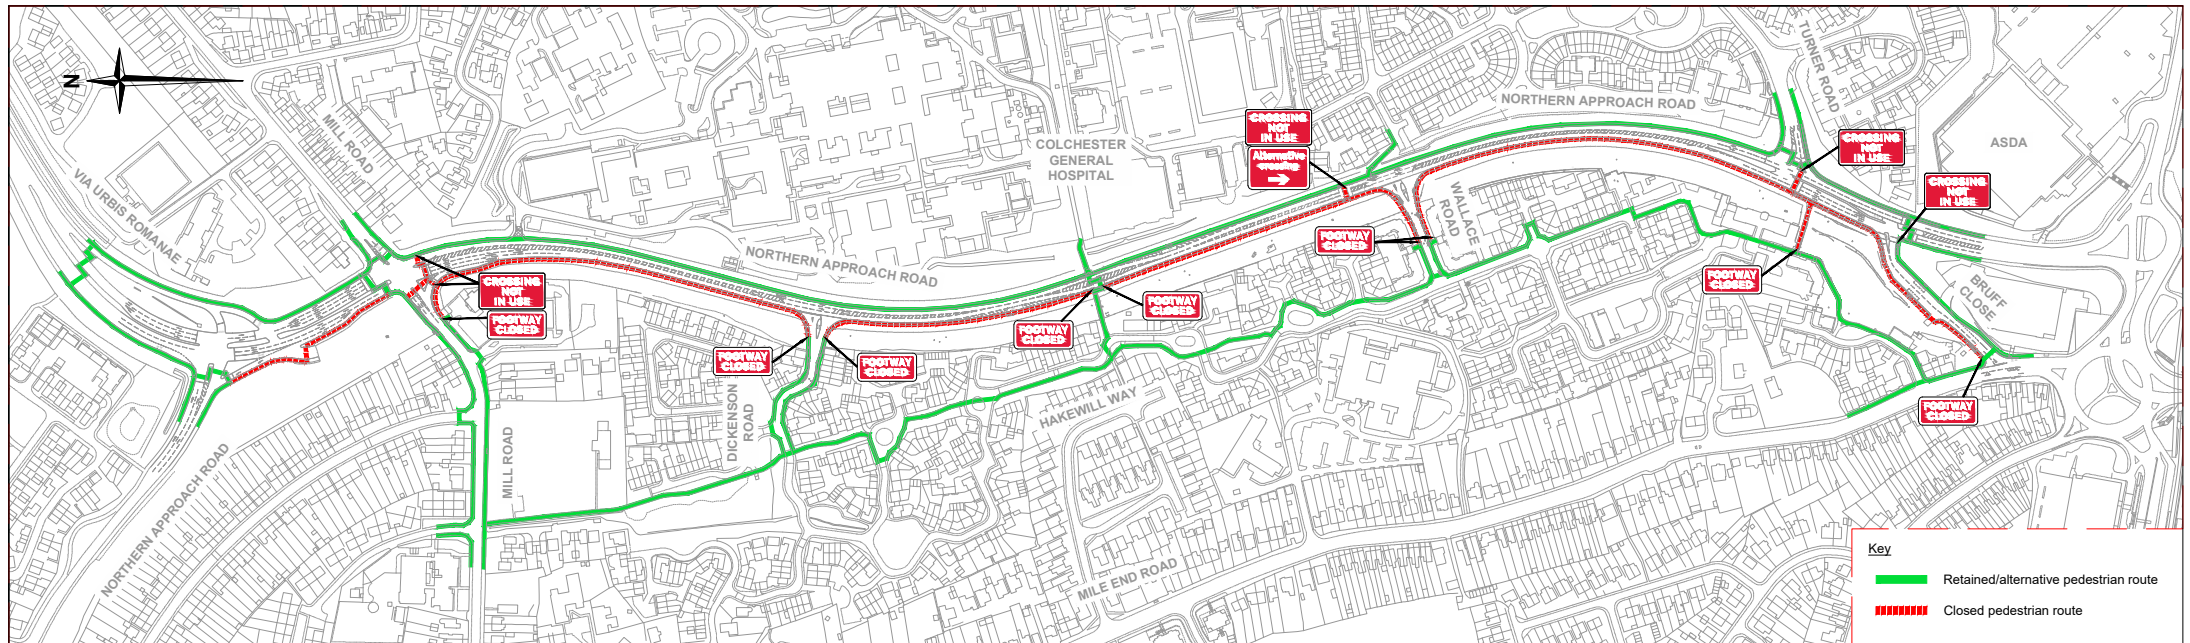 N
MILL ROAD
VIA URBIS ROMANAE
COLCHESTER
GENERAL
HOSPITAL
CROSSING
NOT
IN USE
Alternative
NORTHERN APPROACH ROAD
TURNER ROAD
CROSSING
NOT
IN USE
ASDA
CROSSING
NOT
IN USE
WALLACE
ROAD
FOOTWAY
CLOSED
NORTHERN APPROACH ROAD
CROSSING
NOT
IN USE
FOOTWAY
CLOSED
FOOTWAY
CLOSED
FOOTWAY
CLOSED
FOOTWAY
CLOSED
BRUFF
CLOSE
FOOTWAY
CLOSED
FOOTWAY
CLOSED
FOOTWAY
CLOSED
DICKENSON
ROAD
HAKEWILL WAY
MILL ROAD
NORTHERN APPROACH ROAD
MILE END ROAD
Key
Retained/alternative pedestrian route
Closed pedestrian route